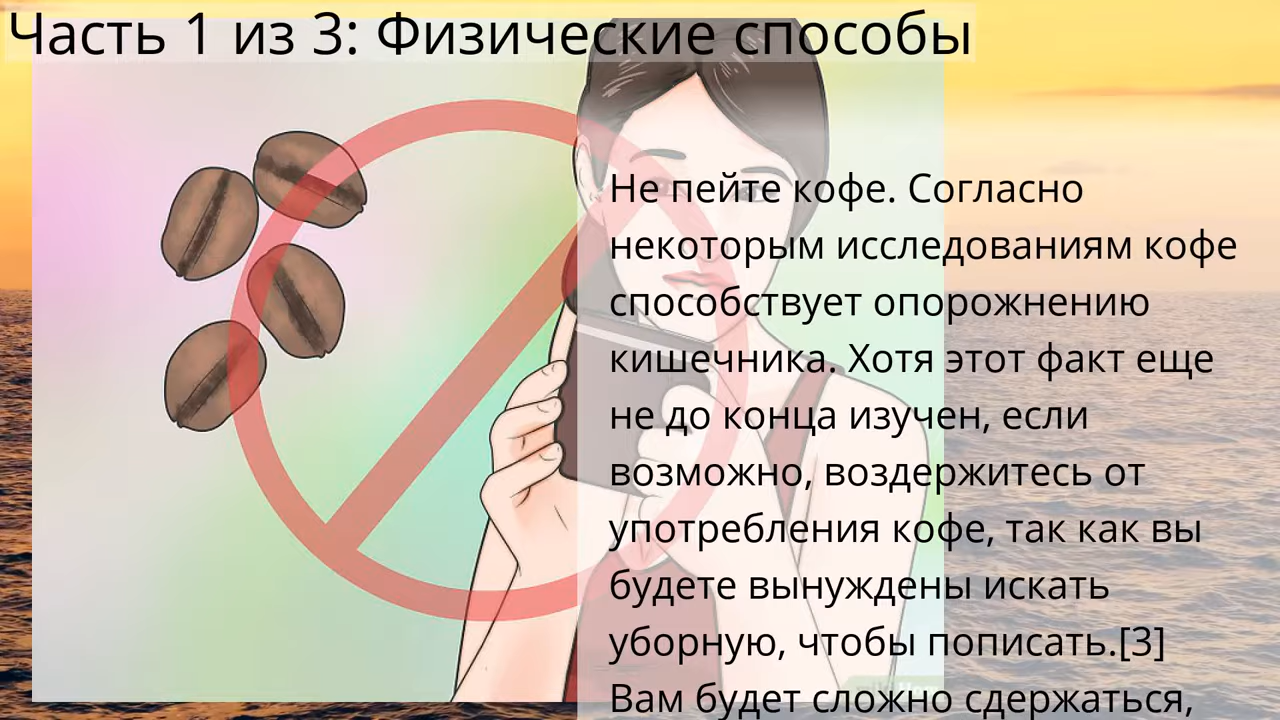 Часть 1 из 3: Физические способы
Не пейте кофе. Согласно
некоторым исследованиям кофе
способствует опорожнению
кишечника. Хотя этот факт еще
не до конца изучен, если
возможно, воздержитесь от
употребления кофе, так как вы
будете вынуждены искать
уборную, чтобы пописать.[3]
Вам будет сложно сдержаться,